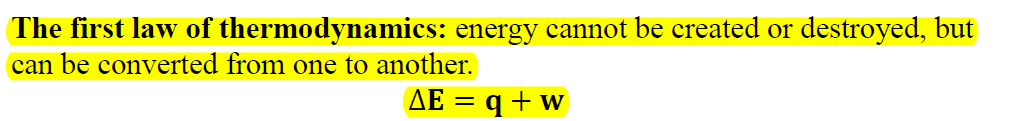 The first law of thermodynamics: energy cannot be created or destroyed, but
can be converted from one to another.
ΔE = q + w